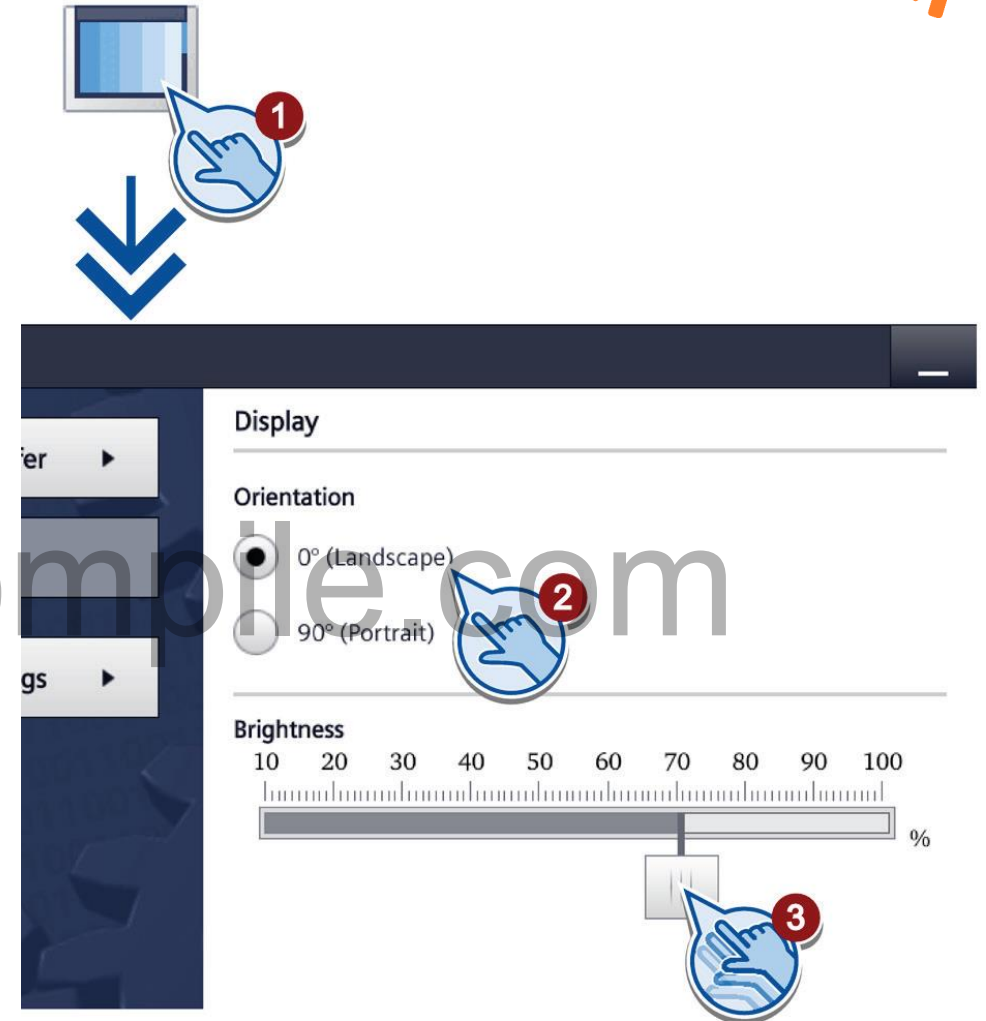 1
Display
fer
Orientation
0° (Landscape)
2
90° (Portrait)
ompile.com
gs
Brightness
10 20 30 40 50 60 70 80 90 100
%
3